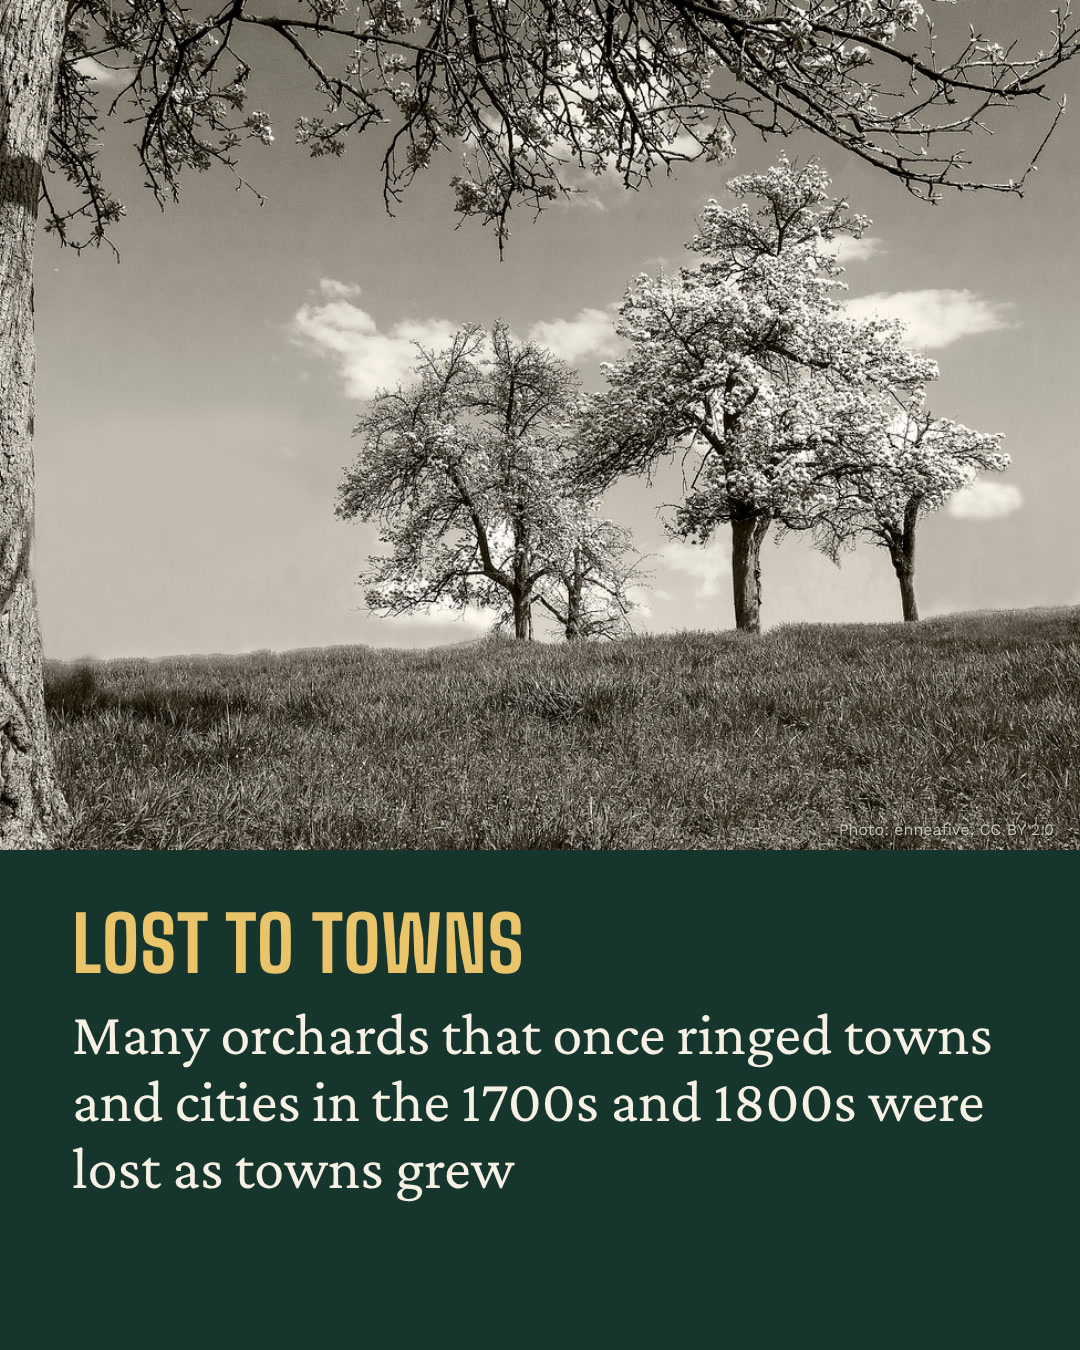 Photo: enneafive, CC BY 2.0
LOST TO TOWNS
Many orchards that once ringed towns
and cities in the 1700s and 1800s were
lost as towns grew